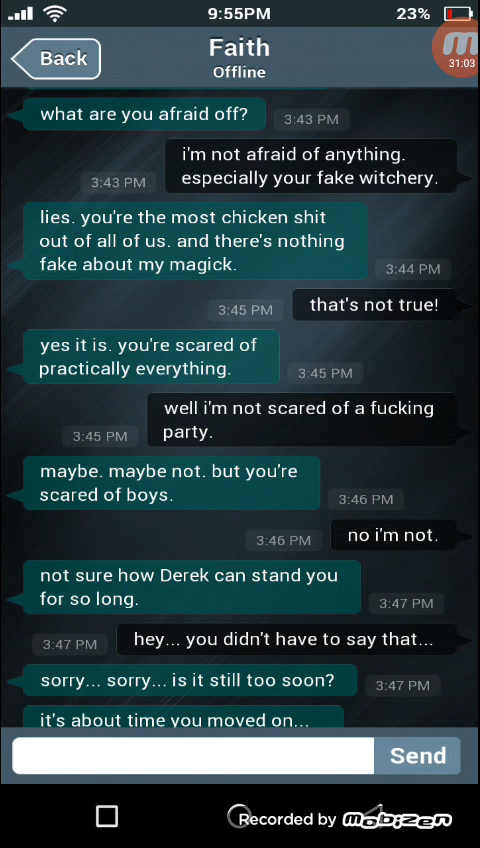 9:55PM
23%
Back
Faith
Offline
31:03
what are you afraid off?
3:43 PM
i'm not afraid of anything.
especially your fake witchery.
3:43 PM
lies. you're the most chicken shit
out of all of us. and there's nothing
fake about my magick.
3:44 PM
that's not true!
3:45 PM
yes it is. you're scared of
practically everything.
3:45 PM
well i'm not scared of a fucking
party.
3:45 PM
maybe. maybe not. but you're
scared of boys.
3:46 PM
no i'm not.
3:46 PM
not sure how Derek can stand you
for so long.
3:47 PM
hey... you didn't have to say that...
3:47 PM
sorry... sorry... is it still too soon?
3:47 PM
it's about time you moved on...
Send
Recorded by Mobizen